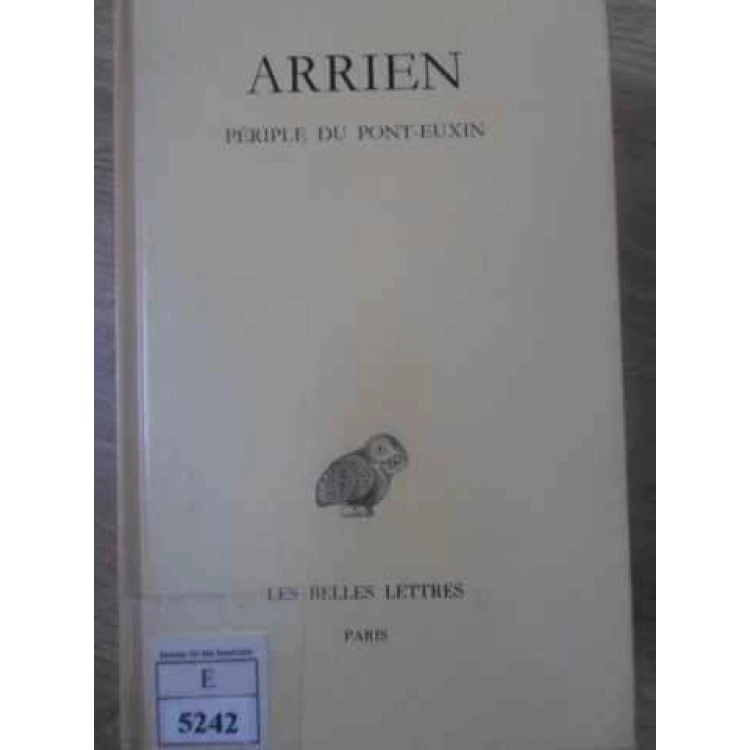 ARRIEN
PÉRIPLE DU PONT-EUXIN
LES BELLES LETTRES
PARIS
E
5242